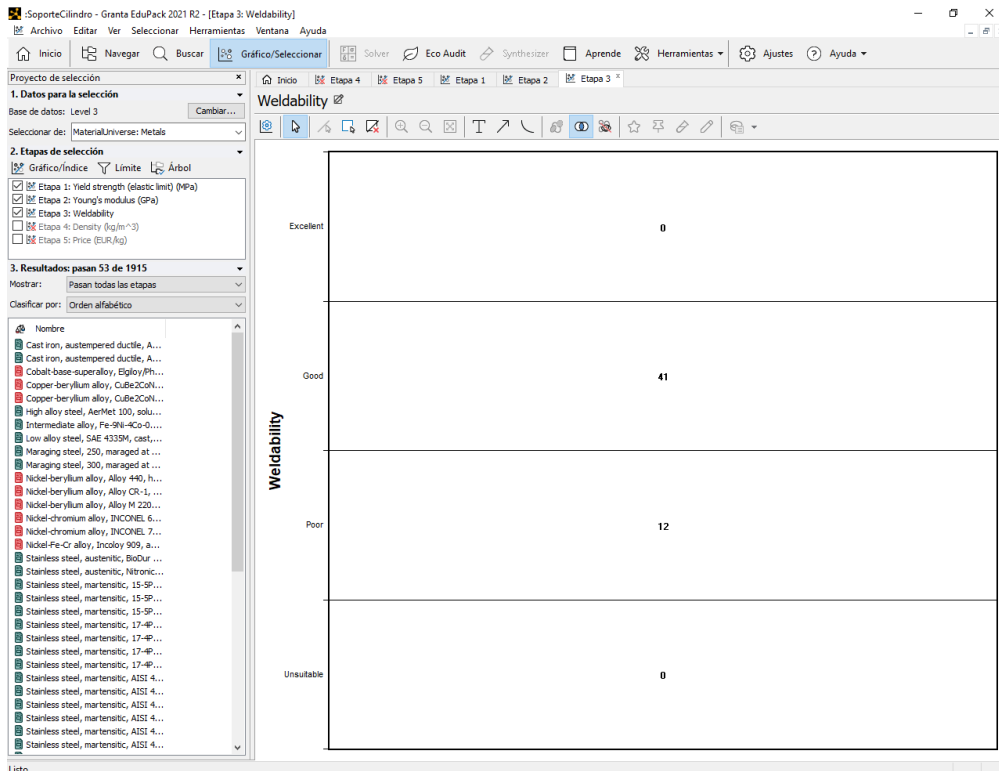 :SoporteCilindro - Granta EduPack 2021 R2 - [Etapa 3: Weldability]
Archivo Editar Ver Seleccionar Herramientas Ventana Ayuda
Inicio Navegar Buscar Gráfico/Seleccionar Solver Eco Audit Synthesizer Aprende Herramientas Ajustes Ayuda
Proyecto de selección
1. Datos para la selección
Base de datos: Level 3 Cambiar...
Seleccionar de: MaterialUniverse: Metals
2. Etapas de selección
Gráfico/Índice Límite Árbol
Etapa 1: Yield strength (elastic limit) (MPa)
Etapa 2: Young's modulus (GPa)
Etapa 3: Weldability
Etapa 4: Density (kg/m^3)
Etapa 5: Price (EUR/kg)
3. Resultados: pasan 53 de 1915
Mostrar: Pasan todas las etapas
Clasificar por: Orden alfabético
Nombre
Cast iron, austempered ductile, A...
Cast iron, austempered ductile, A...
Cobalt-base-superalloy, Elgiloy/Ph...
Copper-beryllium alloy, CuBe2CoN...
Copper-beryllium alloy, CuBe2CoN...
High alloy steel, AerMet 100, solu...
Intermediate alloy, Fe-9Ni-4Co-0....
Low alloy steel, SAE 4335M, cast,...
Maraging steel, 250, maraged at ...
Maraging steel, 300, maraged at ...
Nickel-beryllium alloy, Alloy 440, h...
Nickel-beryllium alloy, Alloy CR-1, ...
Nickel-beryllium alloy, Alloy M 220...
Nickel-chromium alloy, INCONEL 6...
Nickel-chromium alloy, INCONEL 7...
Nickel-Fe-Cr alloy, Incoloy 909, a...
Stainless steel, austenitic, BioDur ...
Stainless steel, austenitic, Nitronic...
Stainless steel, martensitic, 15-5P...
Stainless steel, martensitic, 15-5P...
Stainless steel, martensitic, 15-5P...
Stainless steel, martensitic, 17-4P...
Stainless steel, martensitic, 17-4P...
Stainless steel, martensitic, 17-4P...
Stainless steel, martensitic, 17-4P...
Stainless steel, martensitic, AISI 4...
Stainless steel, martensitic, AISI 4...
Stainless steel, martensitic, AISI 4...
Stainless steel, martensitic, AISI 4...
Stainless steel, martensitic, AISI 4...
Stainless steel, martensitic, AISI 4...
Listo
Inicio Etapa 4 Etapa 5 Etapa 1 Etapa 2 Etapa 3
Weldability
Weldability
Excellent 0
Good 41
Poor 12
Unsuitable 0